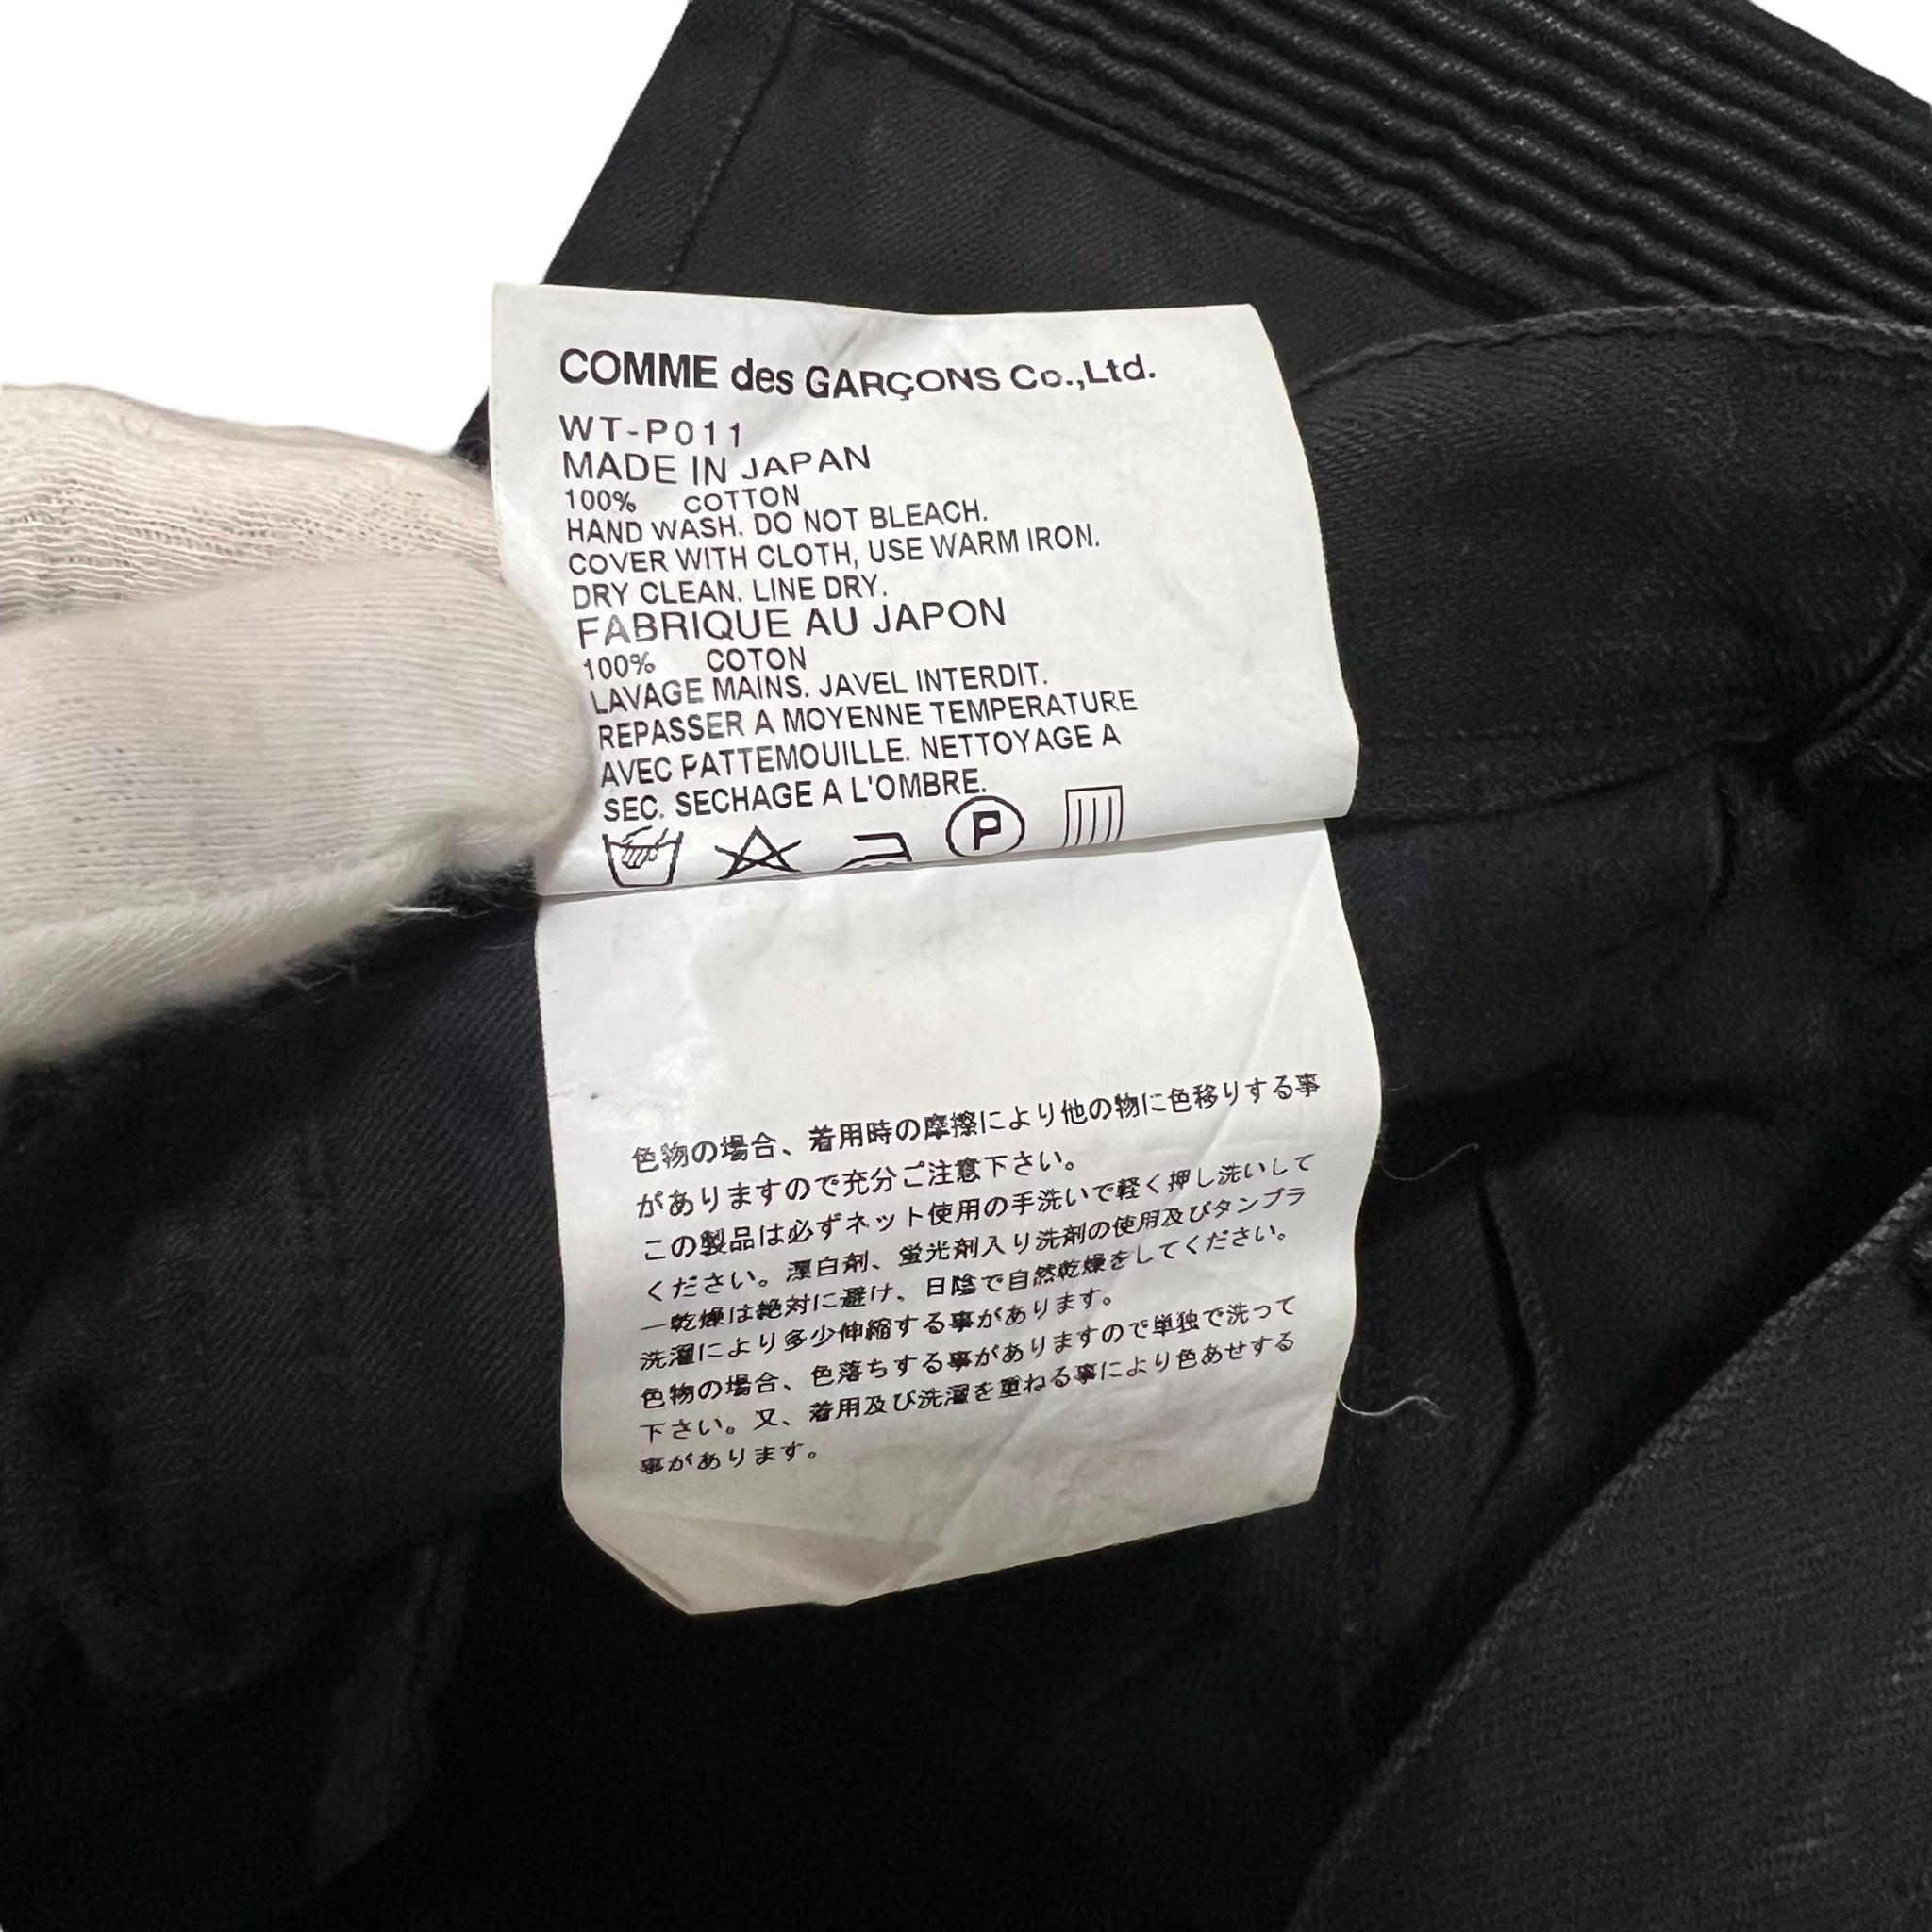 COMME des GARÇONS Co.,Ltd.
WT-P011
MADE IN JAPAN
100% COTTON
HAND WASH. DO NOT BLEACH.
COVER WITH CLOTH, USE WARM IRON.
DRY CLEAN. LINE DRY.
FABRIQUE AU JAPON
100% COTON
LAVAGE MAINS. JAVEL INTERDIT.
REPASSER A MOYENNE TEMPERATURE
AVEC PATTEMOUILLE. NETTOYAGE A
SEC. SECHAGE A L'OMBRE.
P
色物の場合、着用時の摩擦により他の物に色移りする事
がありますので充分ご注意下さい。
この製品は必ずネット使用の手洗いで軽く押し洗いして
ください。漂白剤、蛍光剤入り洗剤の使用及びタンブラ
ー乾燥は絶対に避け、日陰で自然乾燥をしてください。
洗濯により多少伸縮する事があります。
色物の場合、色落ちする事がありますので単独で洗って
下さい。又、着用及び洗濯を重ねる事により色あせする
事があります。